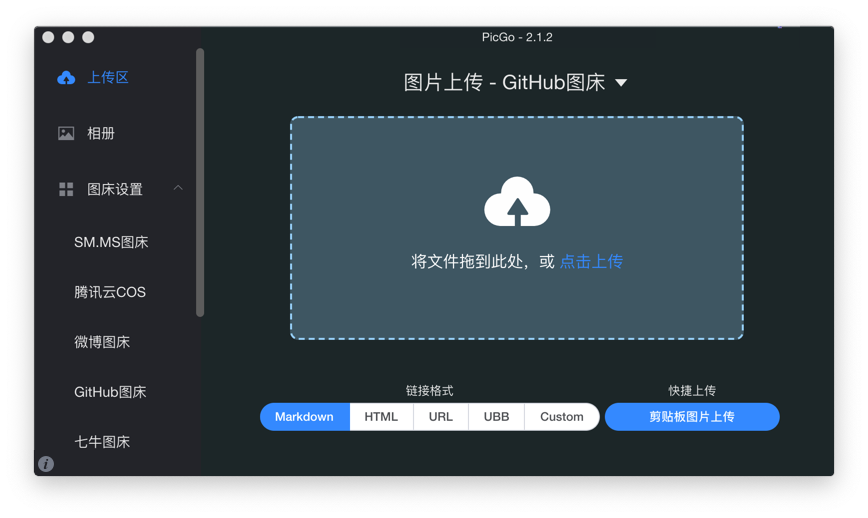 PicGo - 2.1.2
上传区
相册
图床设置
SM.MS图床
腾讯云COS
微博图床
GitHub图床
七牛图床
图片上传 - GitHub图床
将文件拖到此处，或 点击上传
链接格式
Markdown HTML URL UBB Custom
快捷上传
剪贴板图片上传